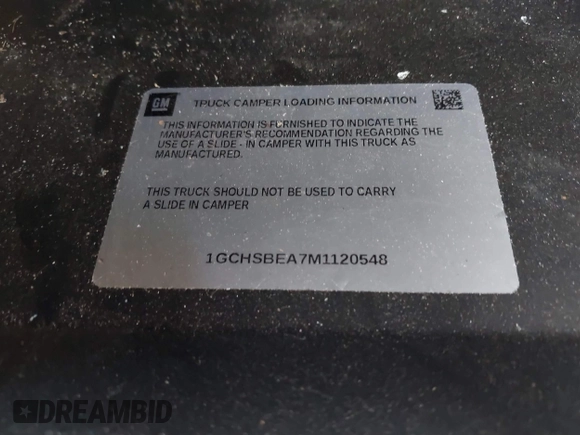 GM
TRUCK CAMPER LOADING INFORMATION
THIS INFORMATION IS FURNISHED TO INDICATE THE
MANUFACTURER'S RECOMMENDATION REGARDING THE
USE OF A SLIDE - IN CAMPER WITH THIS TRUCK AS
MANUFACTURED.
THIS TRUCK SHOULD NOT BE USED TO CARRY
A SLIDE IN CAMPER
1GCHSBEA7M1120548
DREAMBID